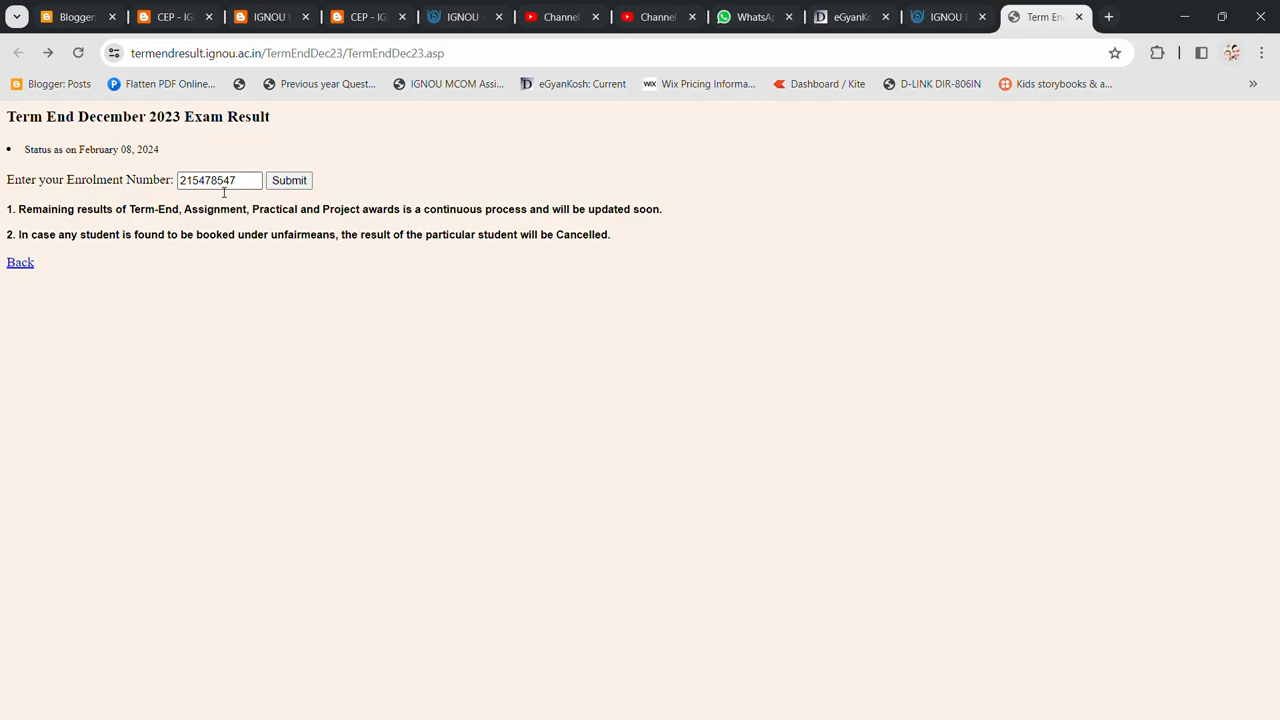 Blogger: CEP - IG IGNOU U CEP - IG IGNOU - Channel Channel WhatsAp eGyanKo IGNOU Term En
termendresult.ignou.ac.in/TermEndDec23/TermEndDec23.asp
Blogger: Posts Flatten PDF Online... Previous year Quest... IGNOU MCOM Assi... eGyanKosh: Current Wix Pricing Informa... Dashboard / Kite D-LINK DIR-806IN Kids storybooks & a... »
Term End December 2023 Exam Result
• Status as on February 08, 2024
Enter your Enrolment Number: 215478547 Submit
1. Remaining results of Term-End, Assignment, Practical and Project awards is a continuous process and will be updated soon.
2. In case any student is found to be booked under unfairmeans, the result of the particular student will be Cancelled.
Back